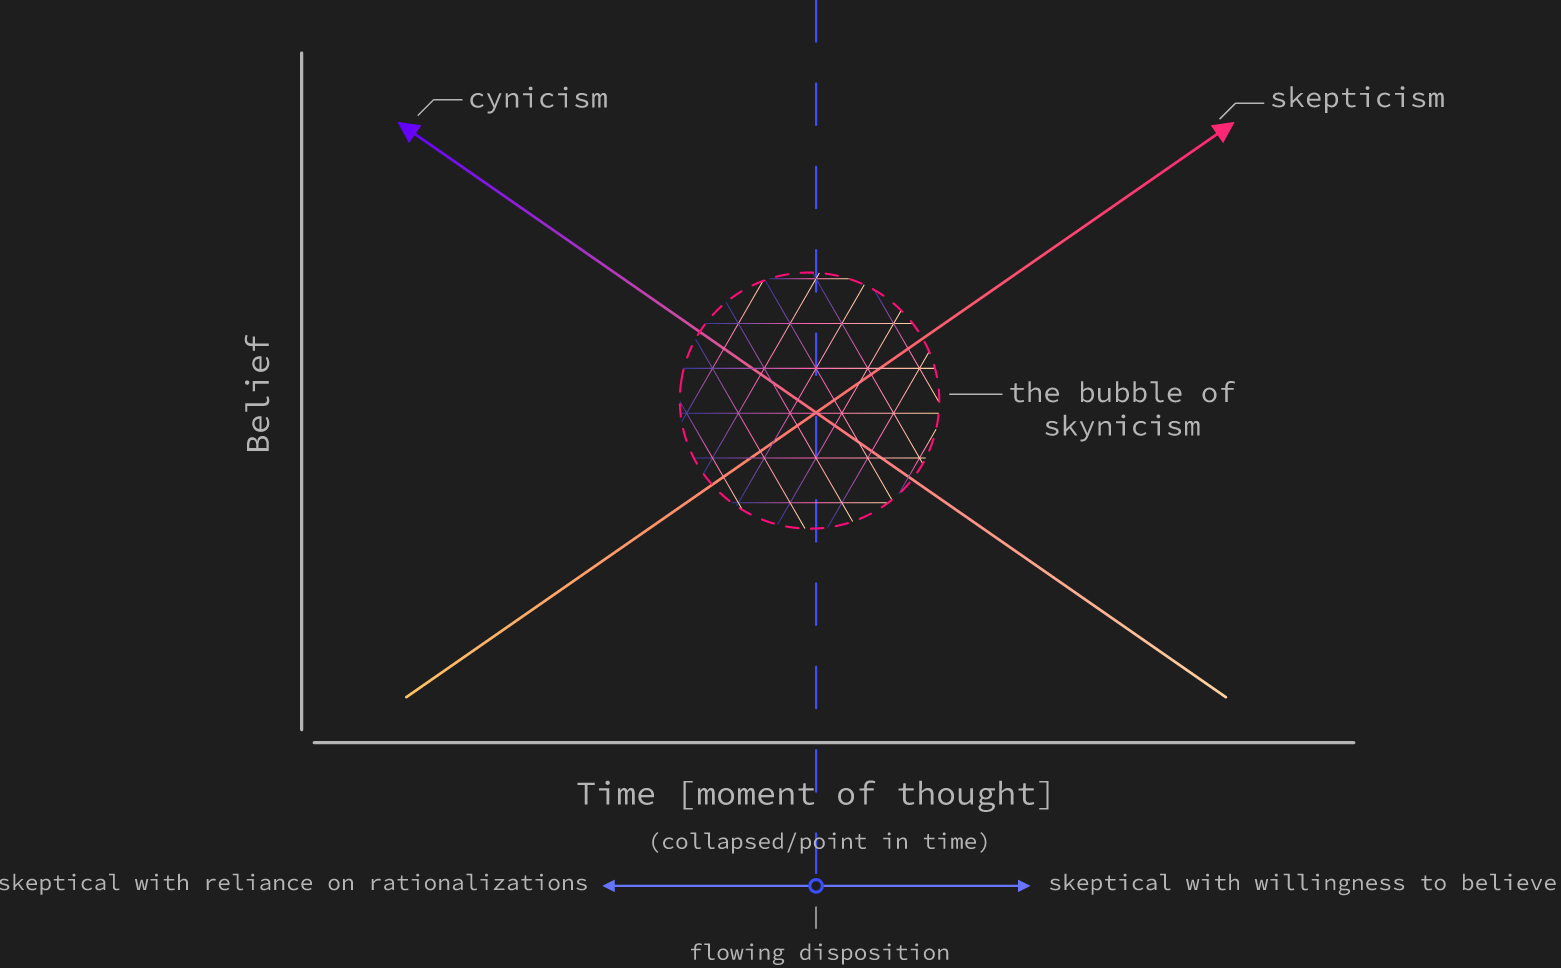 cynicism
skepticism
Belief
the bubble of
skynicism
Time [moment of thought]
(collapsed/point in time)
skeptical with reliance on rationalizations
skeptical with willingness to believe
flowing disposition